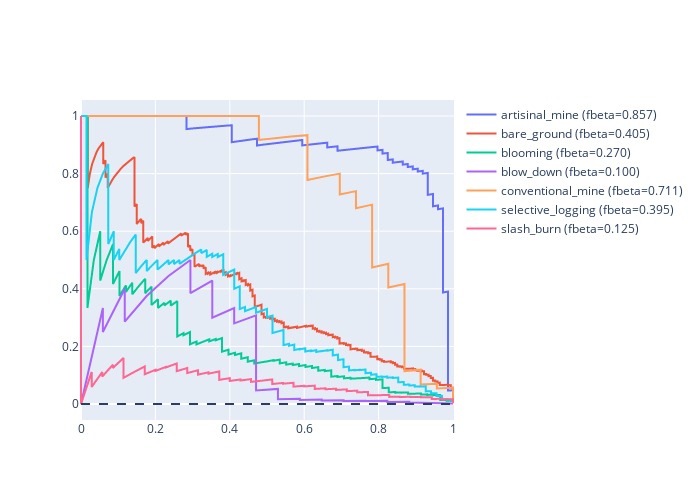 artisinal_mine (fbeta=0.857)
bare_ground (fbeta=0.405)
blooming (fbeta=0.270)
blow_down (fbeta=0.100)
conventional_mine (fbeta=0.711)
selective_logging (fbeta=0.395)
slash_burn (fbeta=0.125)
1
0.8
0.6
0.4
0.2
0
0 0.2 0.4 0.6 0.8 1